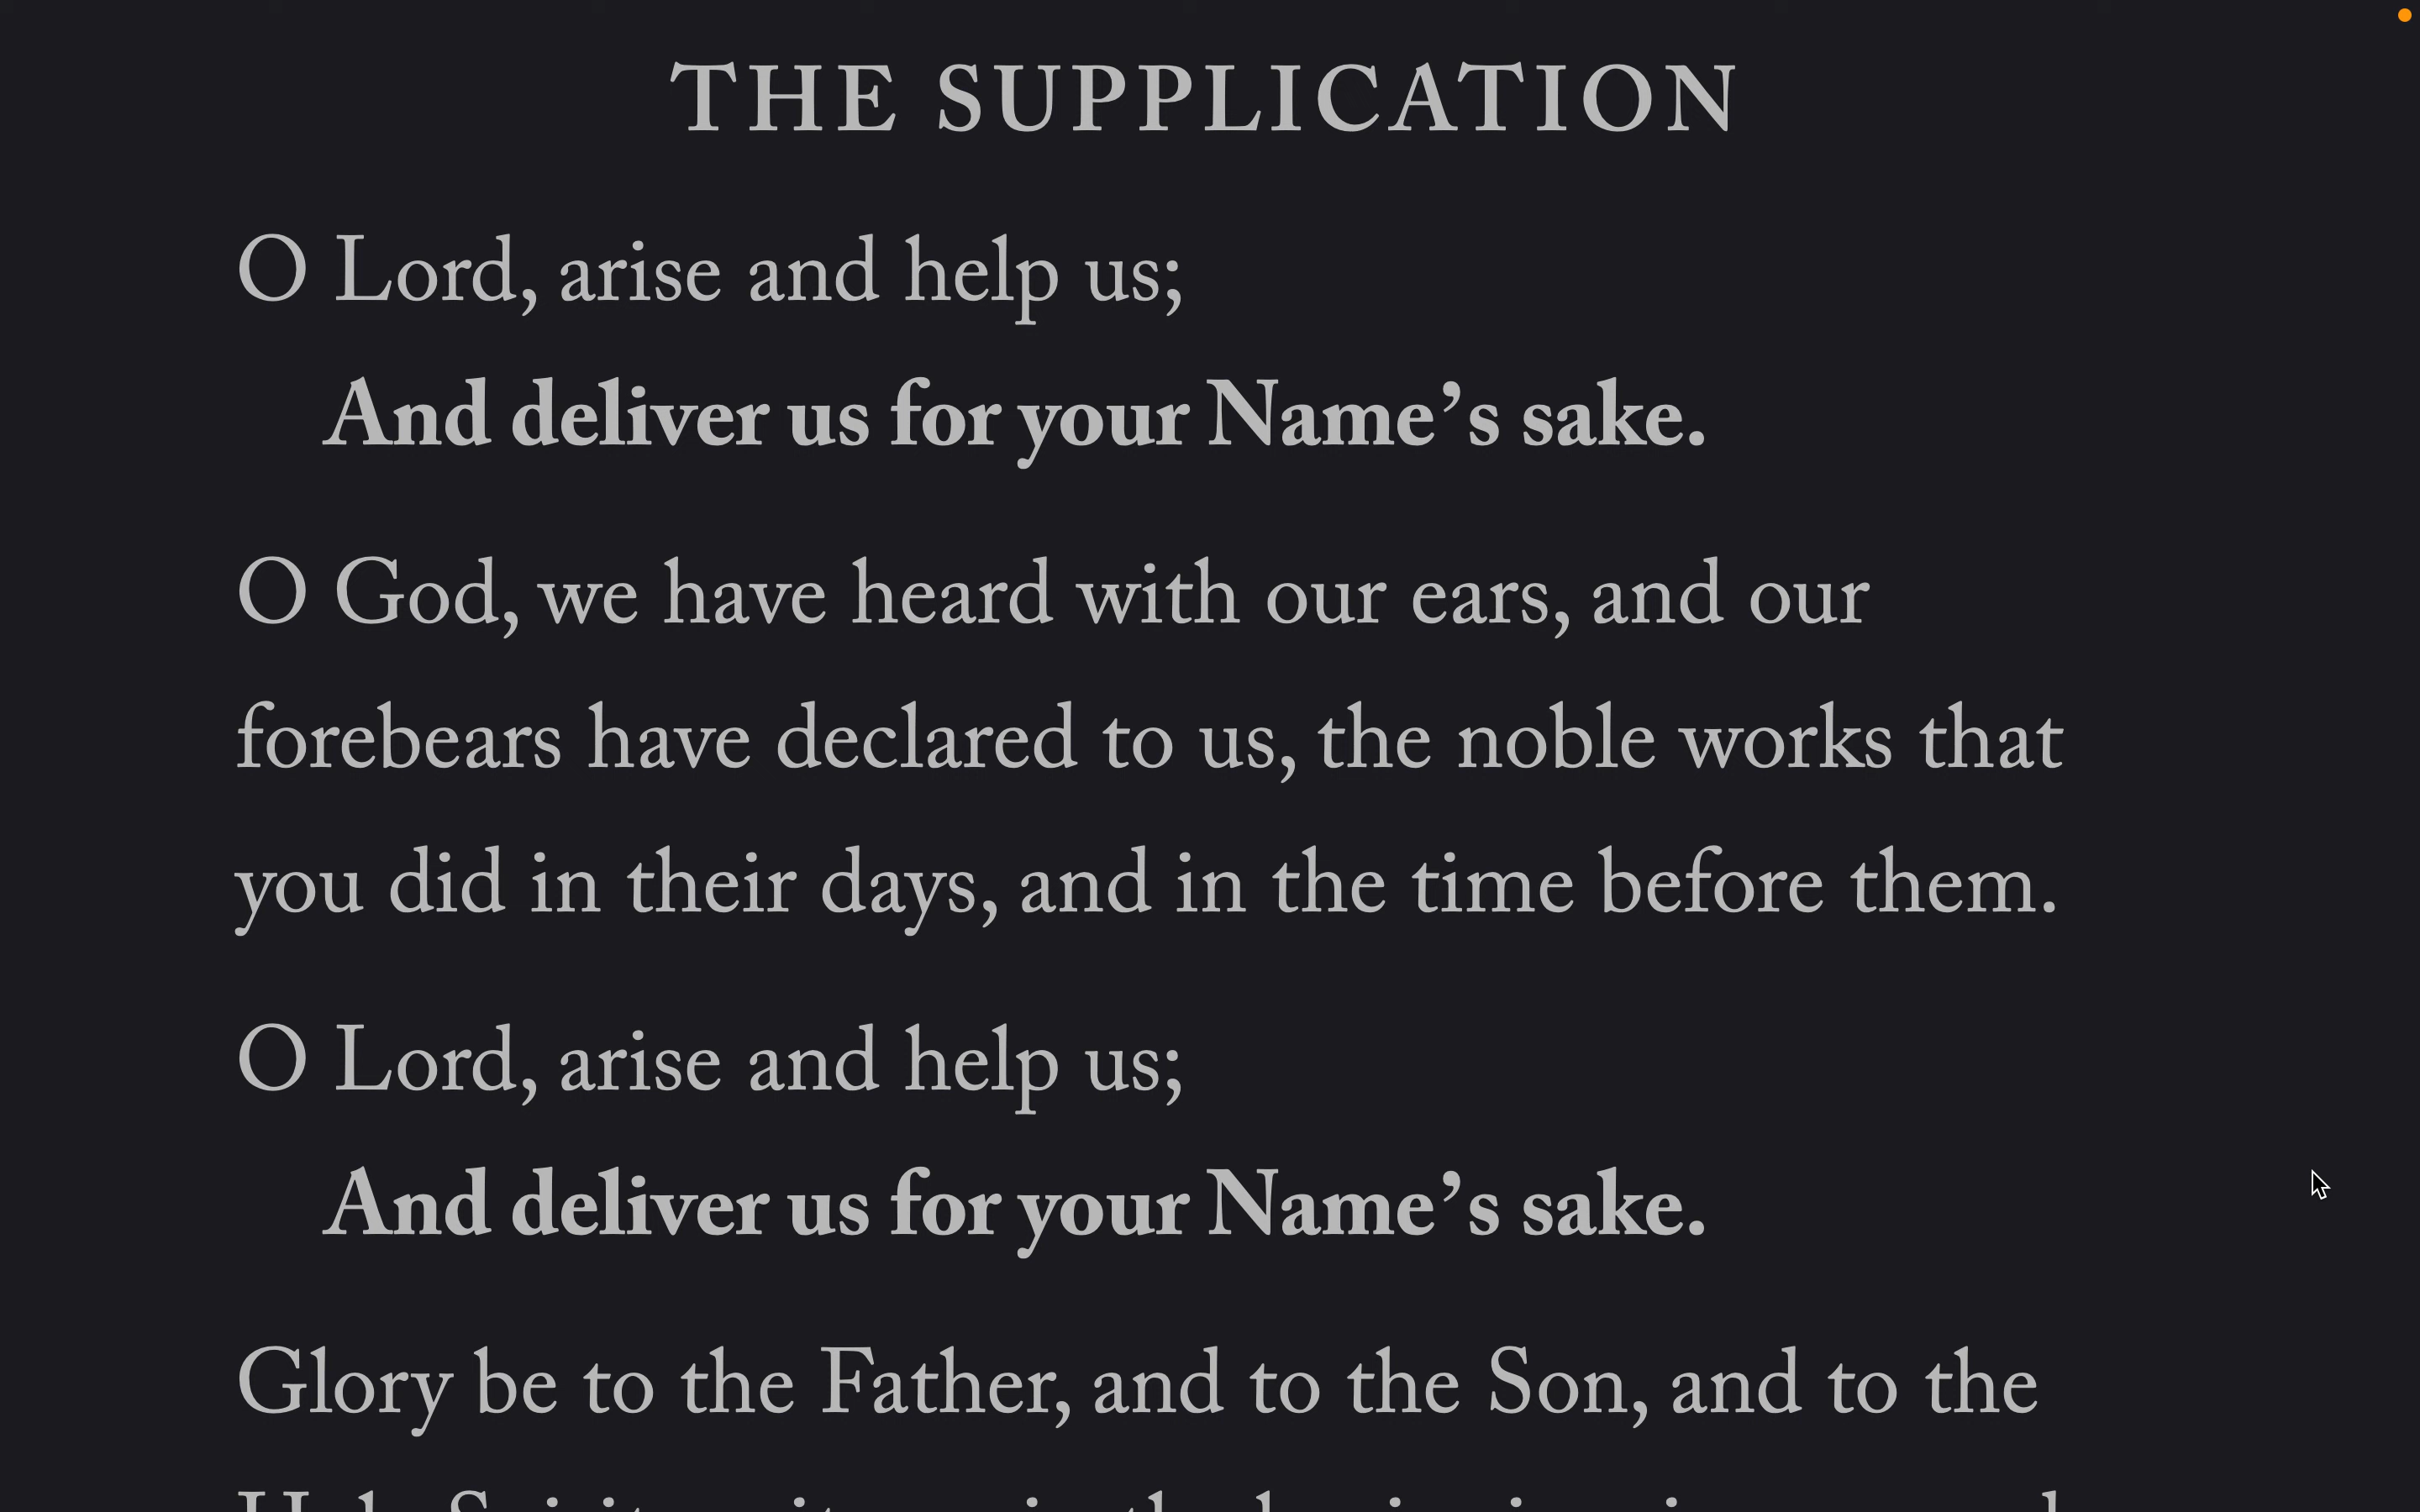 THE SUPPLICATION
O Lord, arise and help us;
And deliver us for your Name’s sake.
O God, we have heard with our ears, and our
forebears have declared to us, the noble works that
you did in their days, and in the time before them.
O Lord, arise and help us;
And deliver us for your Name’s sake.
Glory be to the Father, and to the Son, and to the